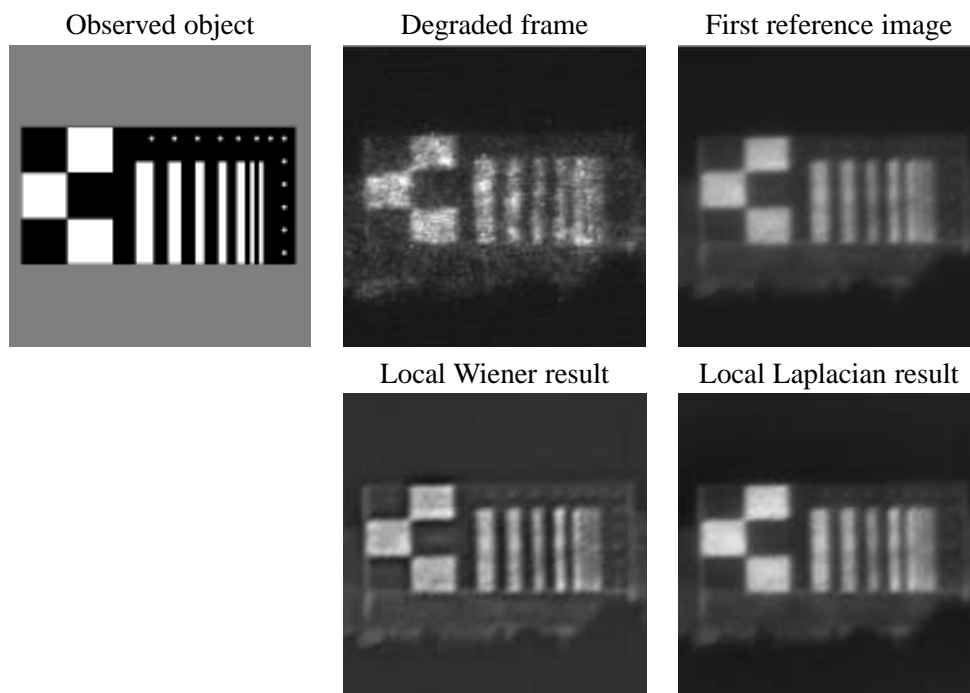 Observed object
Degraded frame
First reference image
Local Wiener result
Local Laplacian result